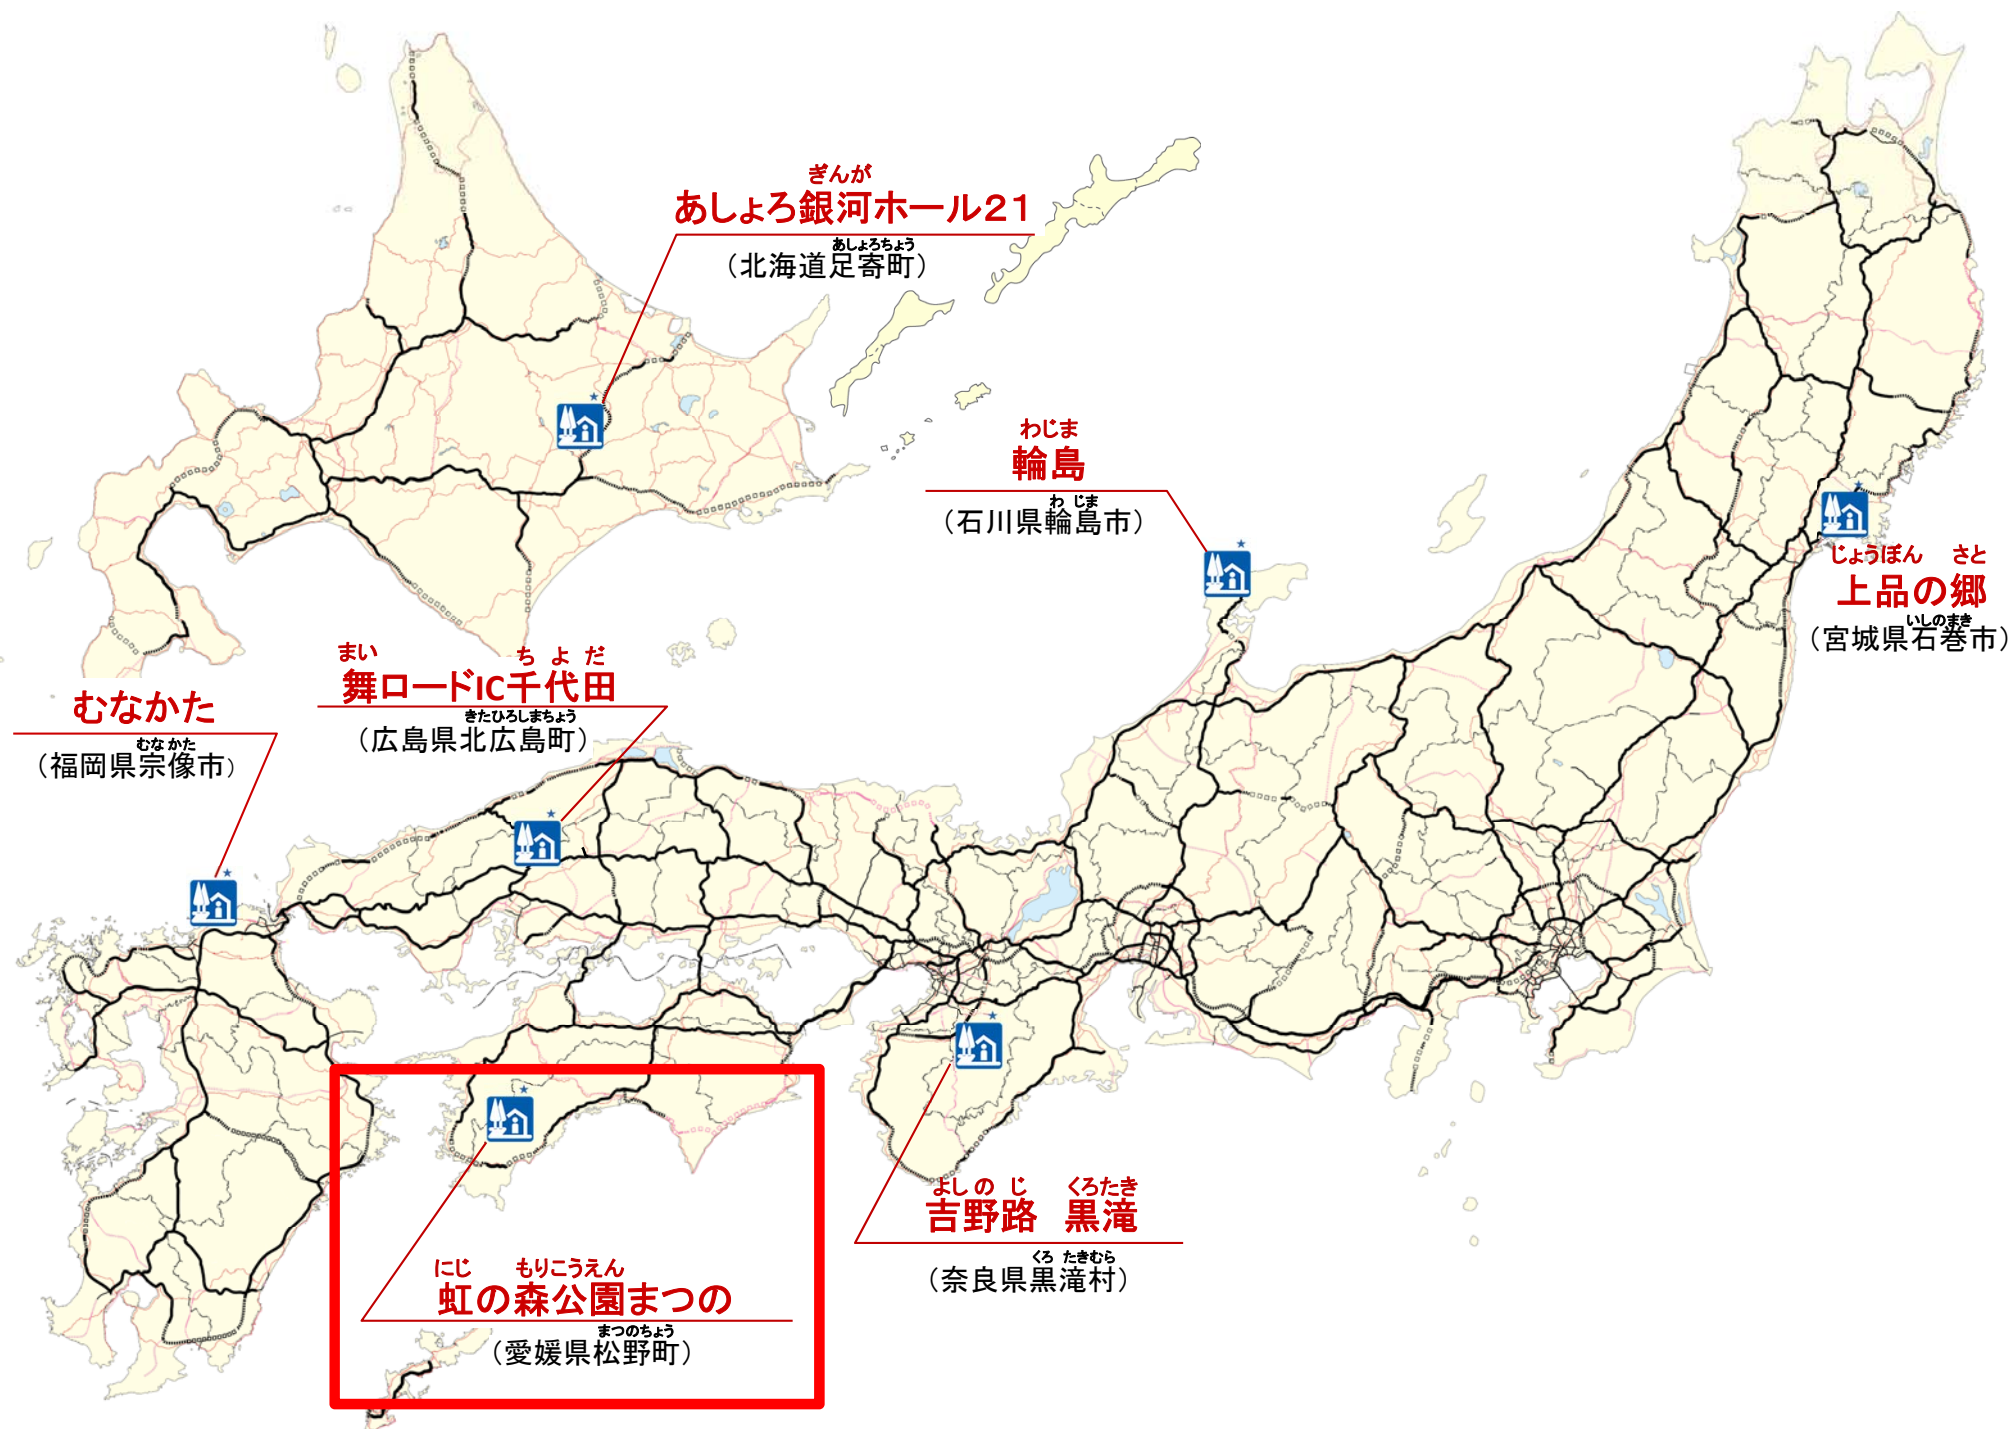 ぎんが
あしょろ銀河ホール21
あしょろちょう
（北海道足寄町）
わじま
輪島
わ じま
（石川県輪島市）
じょうぼん さと
上品の郷
いしのまき
（宮城県石巻市）
まい ちよだ
舞ロードIC千代田
きたひろしまちょう
（広島県北広島町）
むなかた
むなかた
（福岡県宗像市）
よしの じ くろたき
吉野路 黒滝
くろ たきむら
（奈良県黒滝村）
にじ もりこうえん
虹の森公園まつの
まつのちょう
（愛媛県松野町）